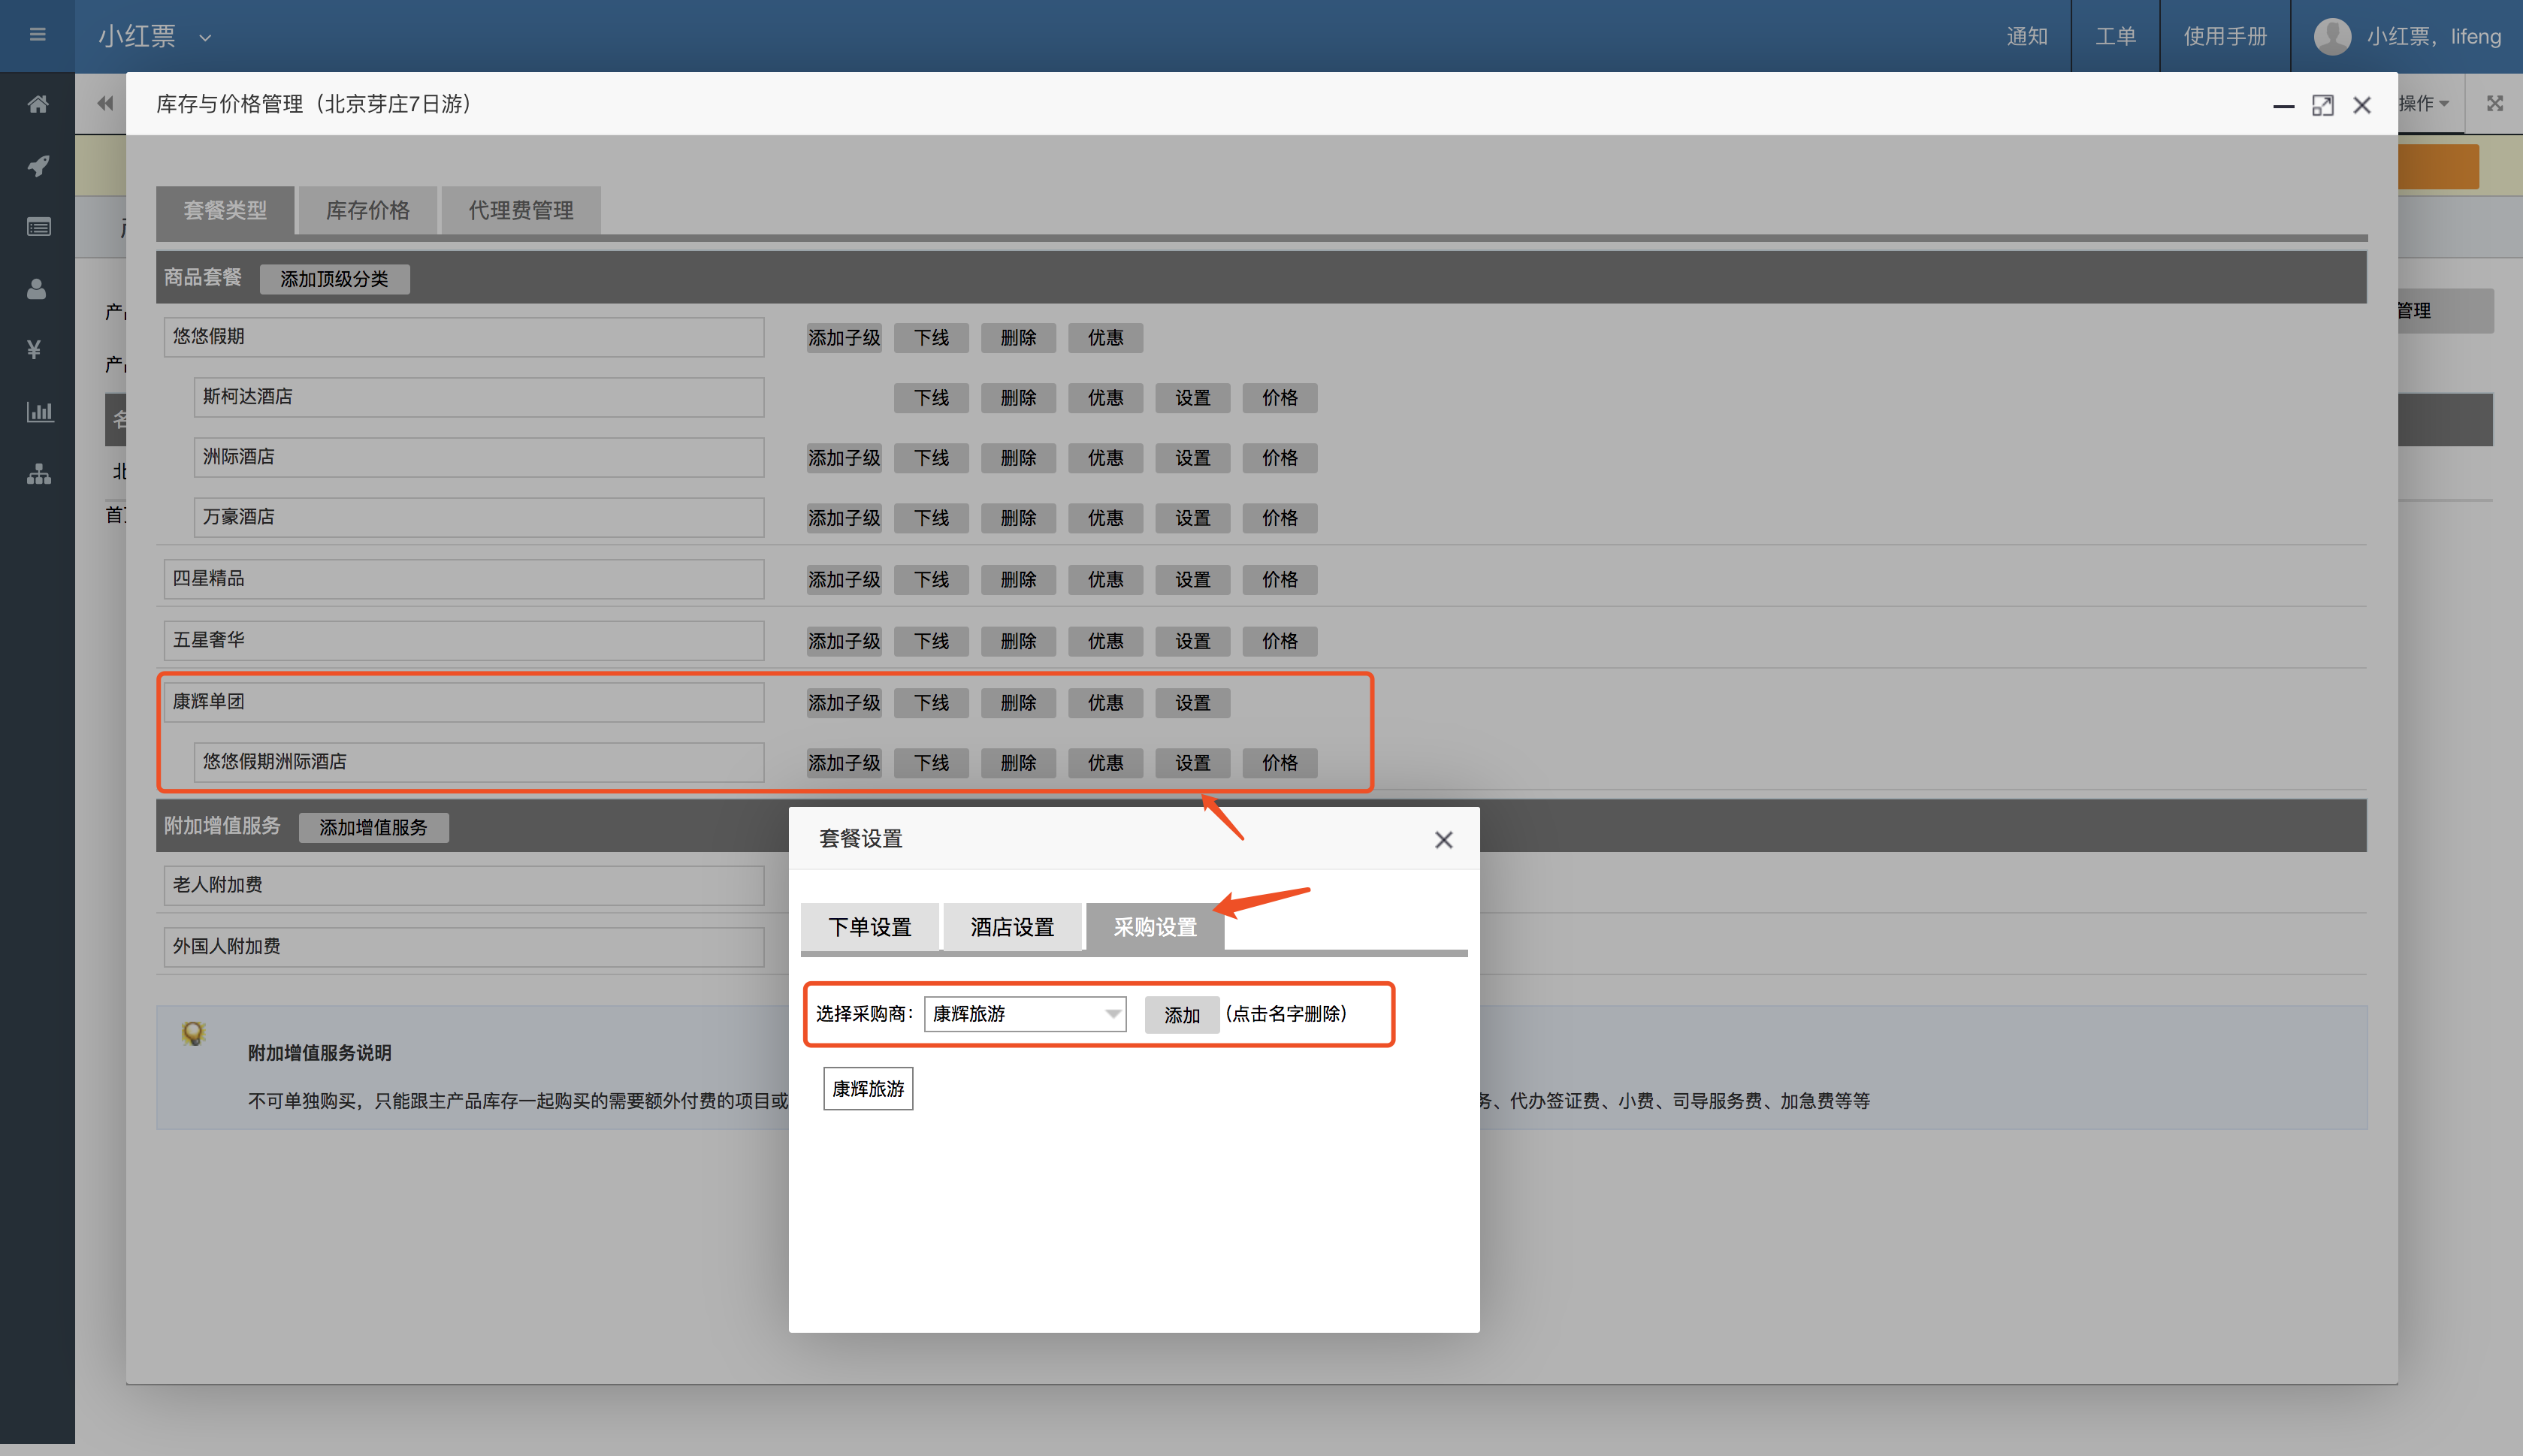 小红票
通知 工单 使用手册 小红票，lifeng
库存与价格管理（北京芽庄7日游）
操作
套餐类型 库存价格 代理费管理
商品套餐 添加顶级分类
悠悠假期 添加子级 下线 删除 优惠
管理
斯柯达酒店 下线 删除 优惠 设置 价格
洲际酒店 添加子级 下线 删除 优惠 设置 价格
北
万豪酒店 添加子级 下线 删除 优惠 设置 价格
四星精品 添加子级 下线 删除 优惠 设置 价格
五星奢华 添加子级 下线 删除 优惠 设置 价格
康辉单团 添加子级 下线 删除 优惠 设置
悠悠假期洲际酒店 添加子级 下线 删除 优惠 设置 价格
附加增值服务 添加增值服务
套餐设置
老人附加费
下单设置 酒店设置 采购设置
外国人附加费
选择采购商： 康辉旅游 添加 (点击名字删除)
附加增值服务说明
康辉旅游
不可单独购买，只能跟主产品库存一起购买的需要额外付费的项目或 务、代办签证费、小费、司导服务费、加急费等等